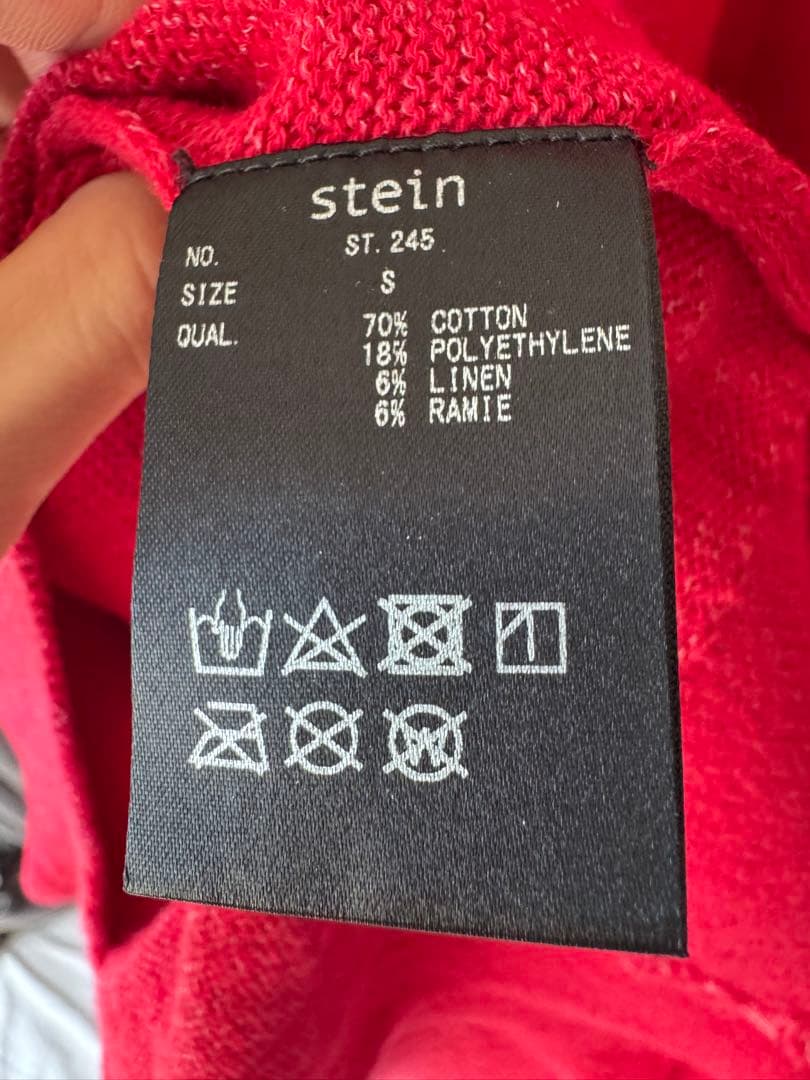 stein
NO. ST. 245
SIZE S
QUAL. 70% COTTON
18% POLYETHYLENE
6% LINEN
6% RAMIE
W